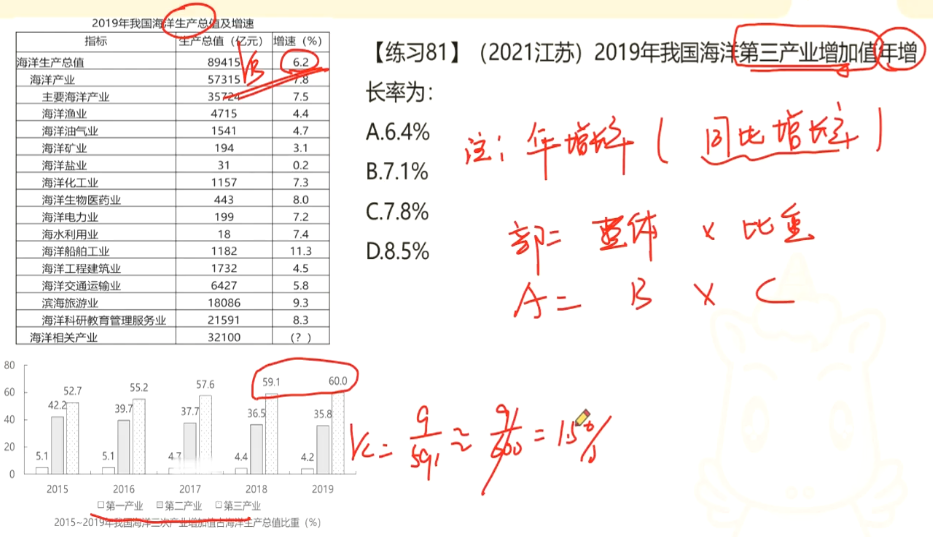 2019年我国海洋生产总值及增速
指标 生产总值（亿元） 增速（%）
海洋生产总值 89415 6.2
海洋产业 57315 7.8
主要海洋产业 35724 7.5
海洋渔业 4715 4.4
海洋油气业 1541 4.7
海洋矿业 194 3.1
海洋盐业 31 0.2
海洋化工业 1157 7.3
海洋生物医药业 443 8.0
海洋电力业 199 7.2
海水利用业 18 7.4
海洋船舶工业 1182 11.3
海洋工程建筑业 1732 4.5
海洋交通运输业 6427 5.8
滨海旅游业 18086 9.3
海洋科研教育管理服务业 21591 8.3
海洋相关产业 32100 （?）
【练习81】（2021江苏）2019年我国海洋第三产业增加值年增
长率为：
A.6.4%
B.7.1%
C.7.8%
D.8.5%
注: 年增长率（同比增长率）
部= 整体 × 比重
A= B × C
80
60
40
20
0
5.1 42.2 52.7
5.1 39.7 55.2
4.7 37.7 57.6
4.4 36.5 59.1
4.2 35.8 60.0
2015 2016 2017 2018 2019
第一产业 第二产业 第三产业
2015~2019年我国海洋三次产业增加值占海洋生产总值比重（%）